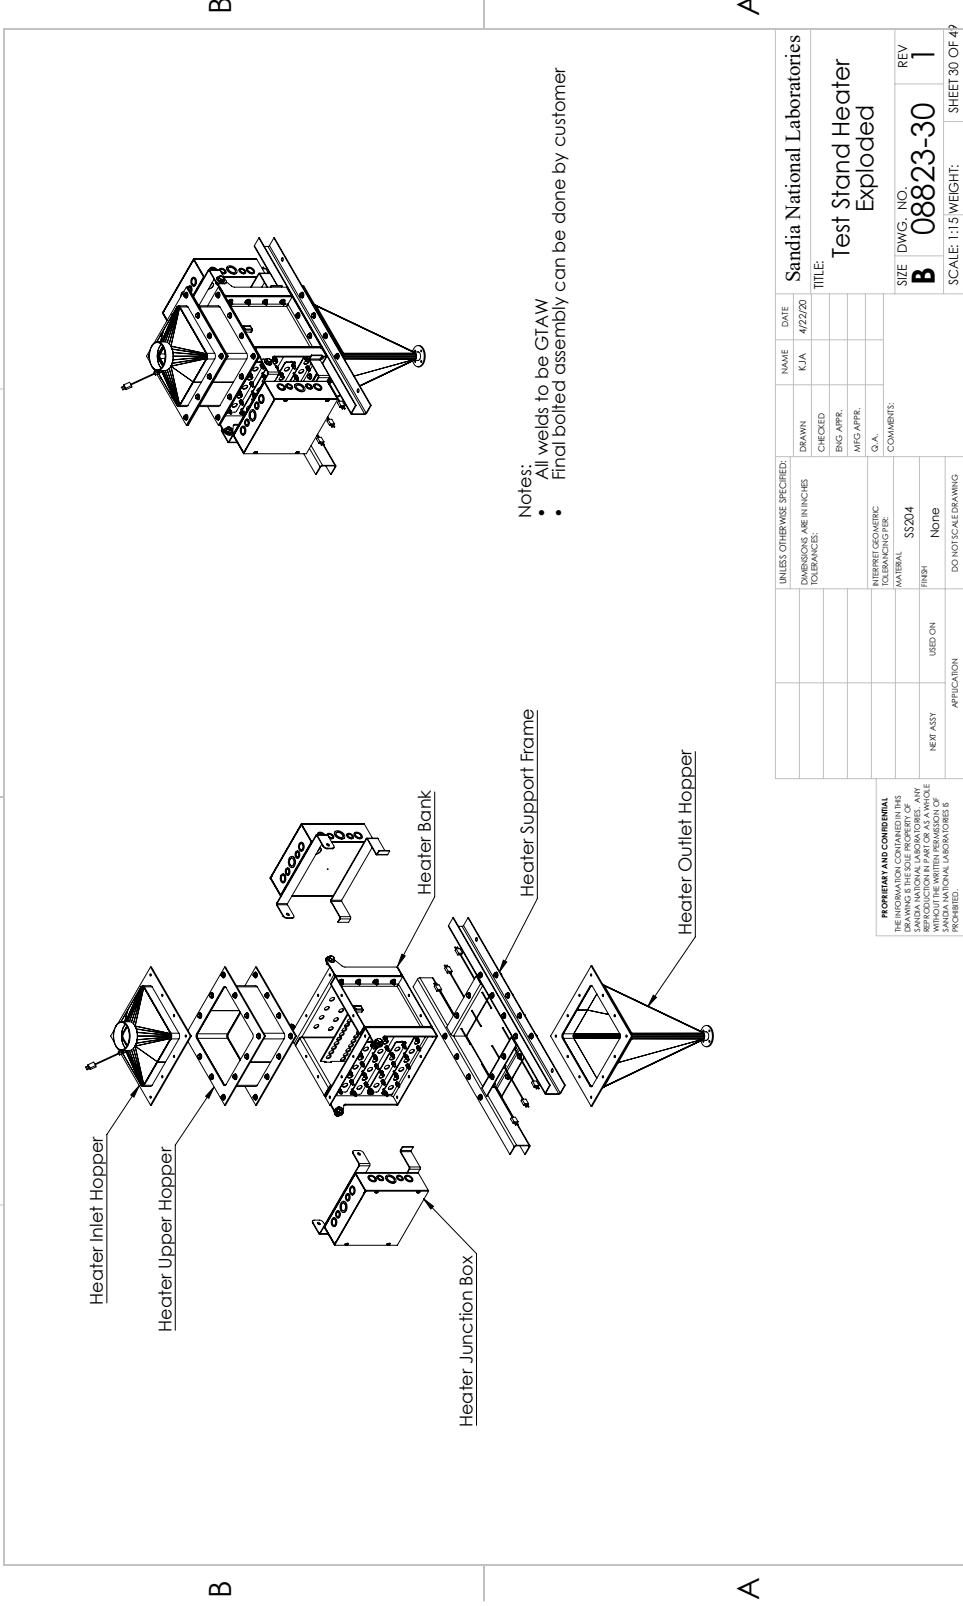 B
A
Heater Inlet Hopper
Heater Upper Hopper
Heater Junction Box
Heater Bank
Heater Support Frame
Heater Outlet Hopper
Notes:
• All welds to be GTAW
• Final bolted assembly can be done by customer
PROPRIETARY AND CONFIDENTIAL
THE INFORMATION CONTAINED IN THIS
DRAWING IS THE SOLE PROPERTY OF
SANDIA NATIONAL LABORATORIES. ANY
REPRODUCTION IN PART OR AS A WHOLE
WITHOUT THE WRITTEN PERMISSION OF
SANDIA NATIONAL LABORATORIES IS
PROHIBITED.
NEXT ASSY
USED ON
APPLICATION
UNLESS OTHERWISE SPECIFIED:
DIMENSIONS ARE IN INCHES
TOLERANCES:
INTERPRET GEOMETRIC
TOLERANCING PER:
MATERIAL
SS204
FINISH
None
DO NOT SCALE DRAWING
NAME
DATE
DRAWN
KJA
4/22/20
CHECKED
ENG APPR.
MFG APPR.
Q.A.
COMMENTS:
Sandia National Laboratories
TITLE:
Test Stand Heater
Exploded
SIZE
B
DWG. NO.
08823-30
REV
1
SCALE: 1:15
WEIGHT:
SHEET 30 OF 49
B
A